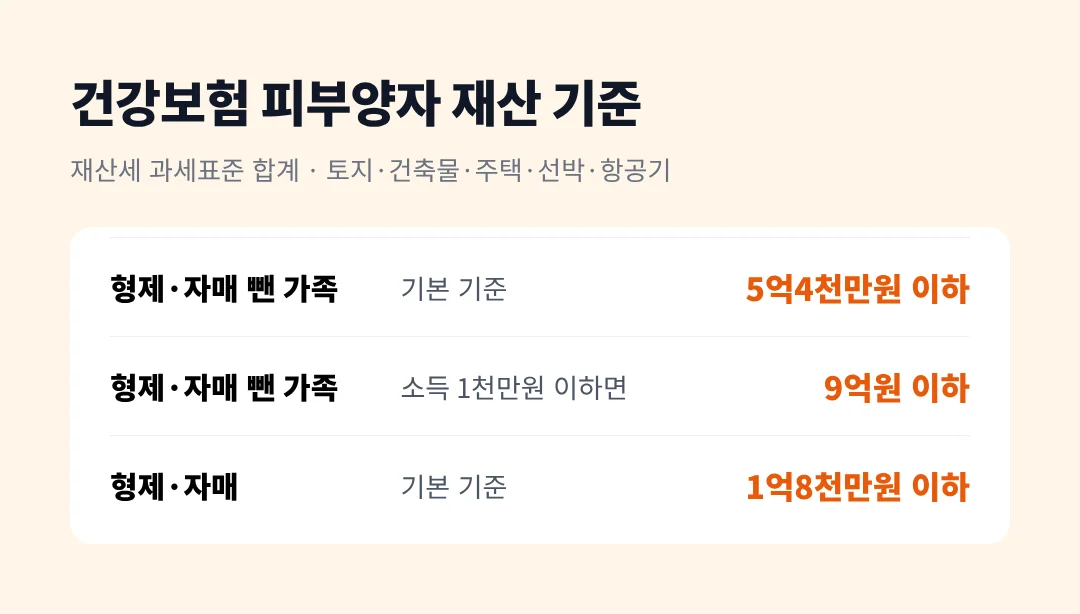 건강보험 피부양자 재산 기준
재산세 과세표준 합계 · 토지·건축물·주택·선박·항공기
형제·자매 뺀 가족 기본 기준 5억4천만원 이하
형제·자매 뺀 가족 소득 1천만원 이하면 9억원 이하
형제·자매 기본 기준 1억8천만원 이하